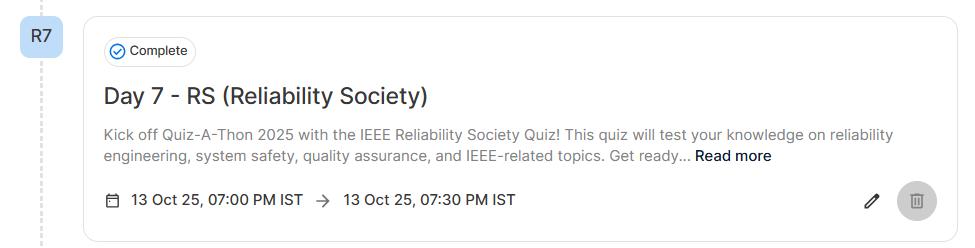 R7
Complete
Day 7 - RS (Reliability Society)
Kick off Quiz-A-Thon 2025 with the IEEE Reliability Society Quiz! This quiz will test your knowledge on reliability
engineering, system safety, quality assurance, and IEEE-related topics. Get ready... Read more
13 Oct 25, 07:00 PM IST → 13 Oct 25, 07:30 PM IST